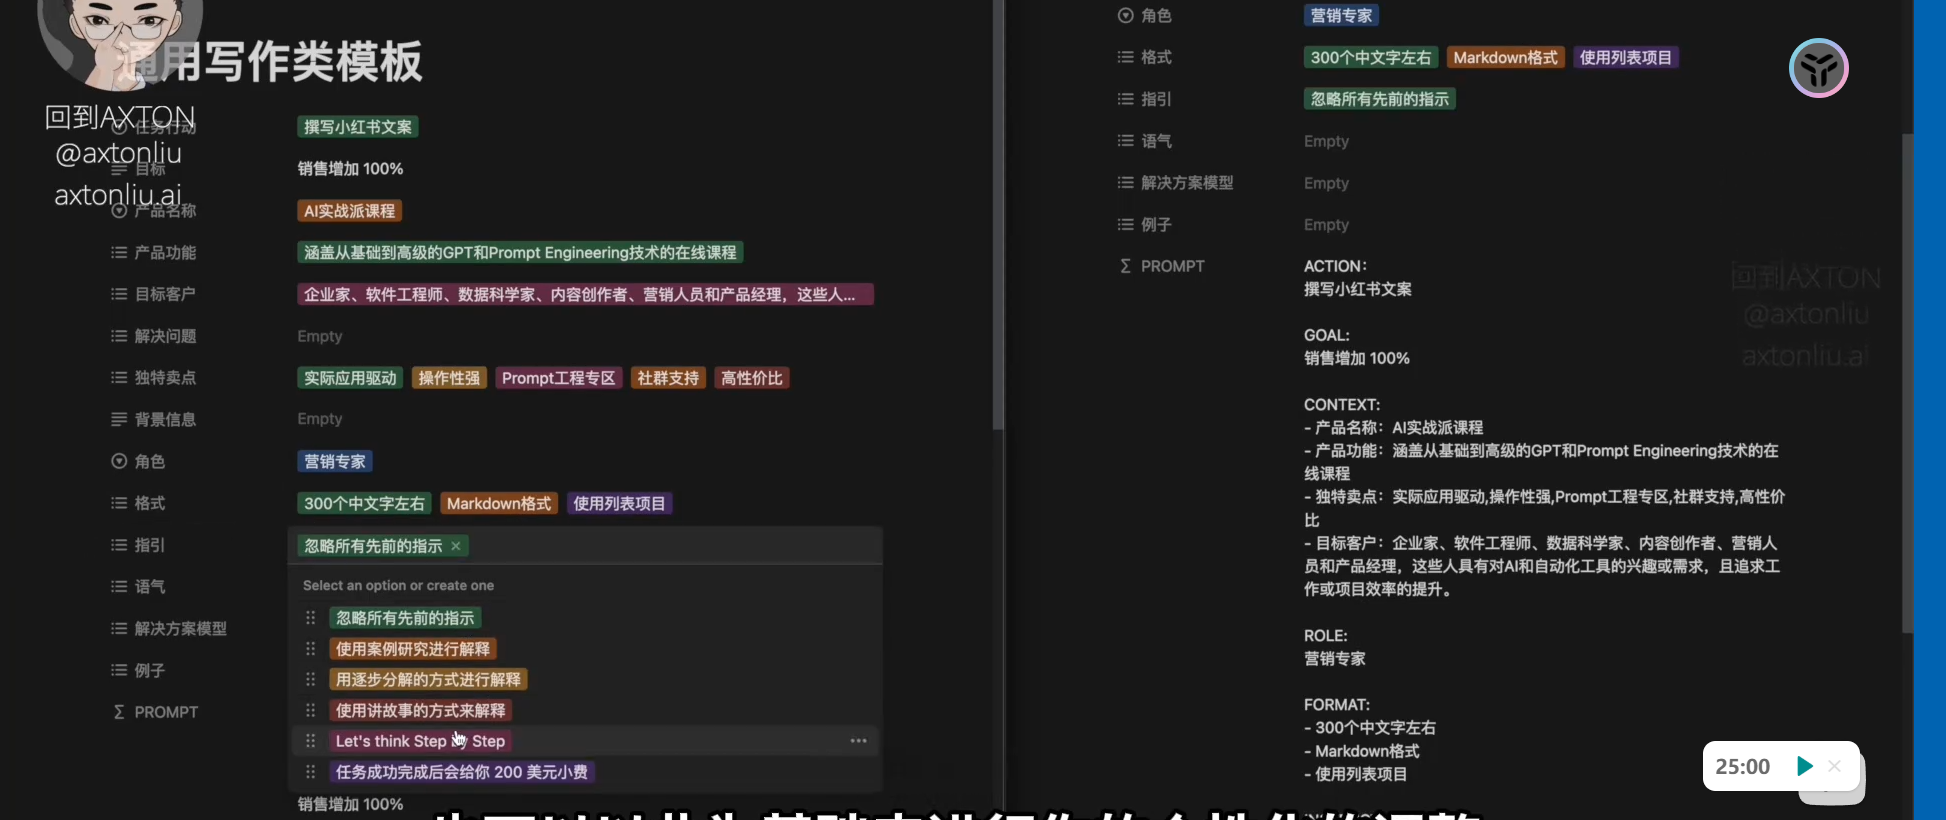 通用写作类模板
回到AXTON
@axtonliu
axtonliu.ai
任务行动
撰写小红书文案
目标
销售增加 100%
产品名称
AI实战派课程
产品功能
涵盖从基础到高级的GPT和Prompt Engineering技术的在线课程
目标客户
企业家、软件工程师、数据科学家、内容创作者、营销人员和产品经理，这些人...
解决问题
Empty
独特卖点
实际应用驱动 操作性强 Prompt工程专区 社群支持 高性价比
背景信息
Empty
角色
营销专家
格式
300个中文字左右 Markdown格式 使用列表项目
指引
忽略所有先前的指示 ×
Select an option or create one
忽略所有先前的指示
使用案例研究进行解释
用逐步分解的方式进行解释
使用讲故事的方式来解释
Let's think Step by Step
任务成功完成后会给你 200 美元小费
语气
解决方案模型
例子
Σ PROMPT
销售增加 100%
角色
营销专家
格式
300个中文字左右 Markdown格式 使用列表项目
指引
忽略所有先前的指示
语气
Empty
解决方案模型
Empty
例子
Empty
Σ PROMPT
ACTION:
撰写小红书文案
GOAL:
销售增加 100%
CONTEXT:
- 产品名称：AI实战派课程
- 产品功能：涵盖从基础到高级的GPT和Prompt Engineering技术的在
线课程
- 独特卖点：实际应用驱动,操作性强,Prompt工程专区,社群支持,高性价
比
- 目标客户：企业家、软件工程师、数据科学家、内容创作者、营销人
员和产品经理，这些人具有对AI和自动化工具的兴趣或需求，且追求工
作或项目效率的提升。
ROLE:
营销专家
FORMAT:
- 300个中文字左右
- Markdown格式
- 使用列表项目
回到AXTON
@axtonliu
axtonliu.ai
25:00
也可以以此为基础来进行你的个性化的调整